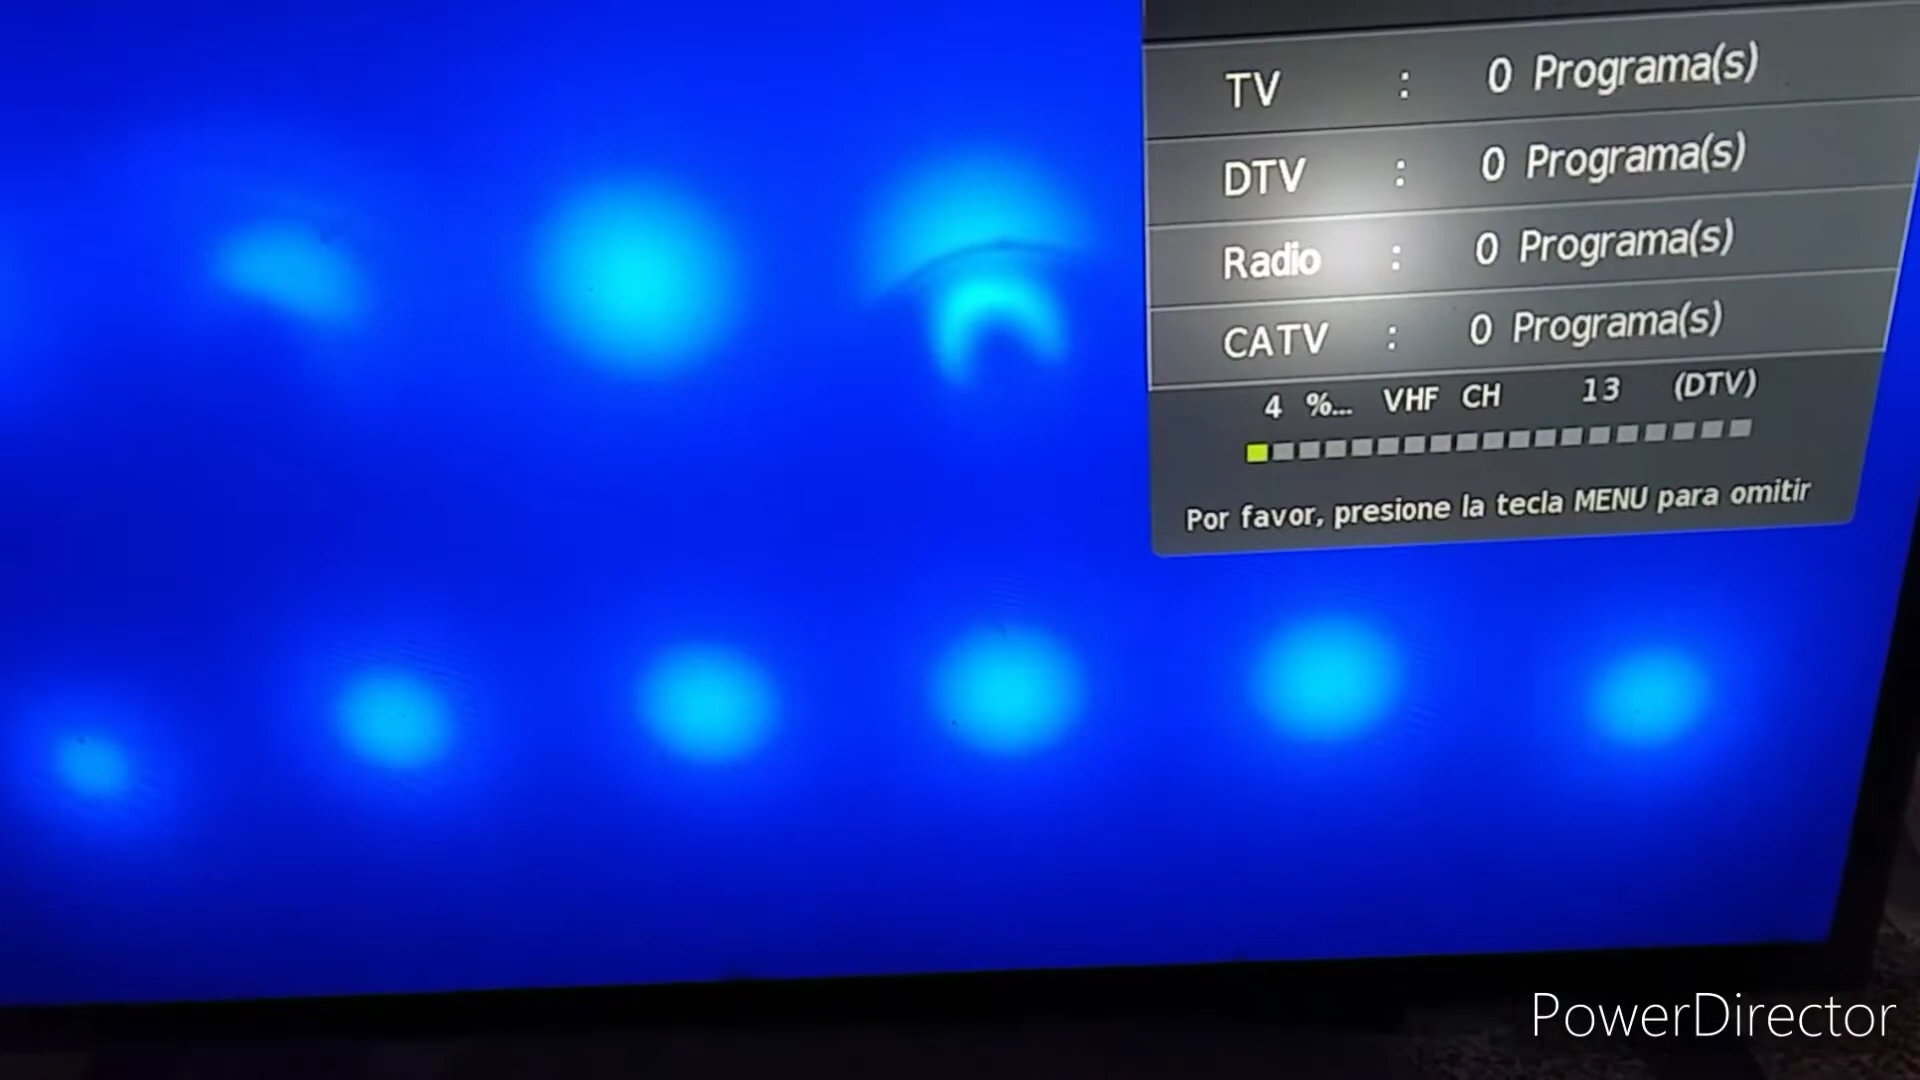 TV : 0 Programa(s)
DTV : 0 Programa(s)
Radio : 0 Programa(s)
CATV : 0 Programa(s)
4 %... VHF CH 13 (DTV)
Por favor, presione la tecla MENU para omitir
PowerDirector